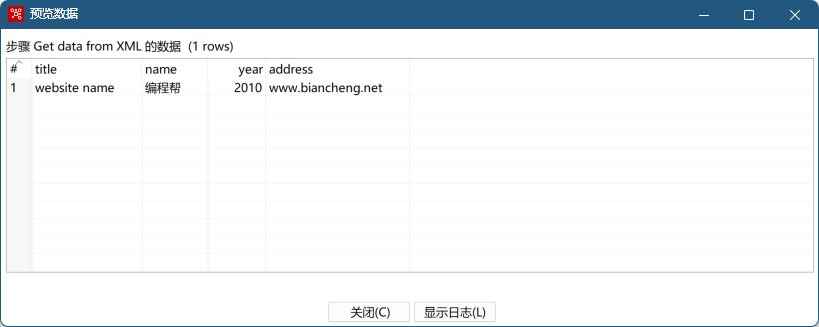 预览数据
步骤 Get data from XML 的数据 (1 rows)
# title name year address
1 website name 编程帮 2010 www.biancheng.net
关闭(C) 显示日志(L)